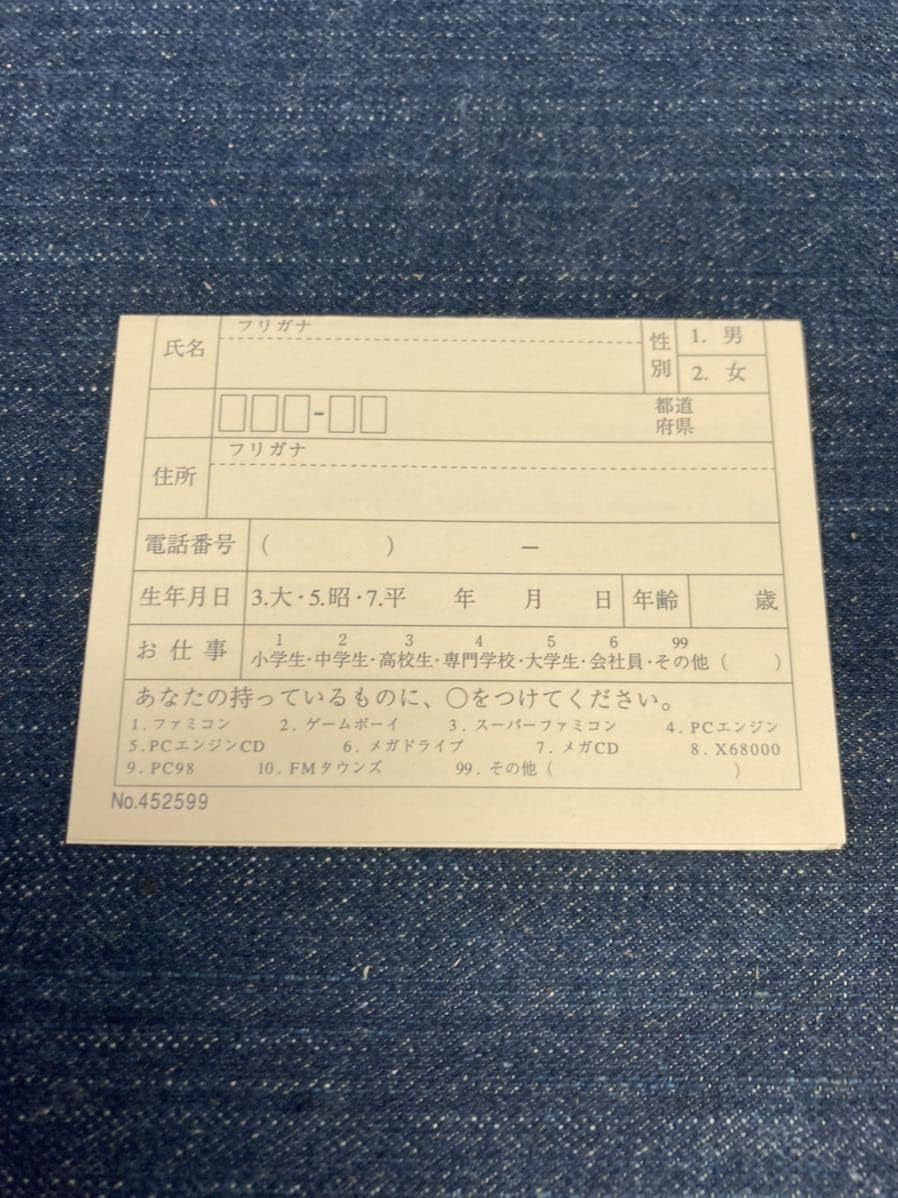 フリガナ
氏名
性別
1. 男
2. 女
-
都道府県
フリガナ
住所
電話番号 ( ) －
生年月日 3.大・5.昭・7.平 年 月 日 年齢 歳
1 2 3 4 5 6 99
お仕事 小学生・中学生・高校生・専門学校・大学生・会社員・その他 ( )
あなたの持っているものに、○をつけてください。
1. ファミコン 2. ゲームボーイ 3. スーパーファミコン 4. PCエンジン
5. PCエンジンCD 6. メガドライブ 7. メガCD 8. X68000
9. PC98 10. FMタウンズ 99. その他 ( )
No.452599